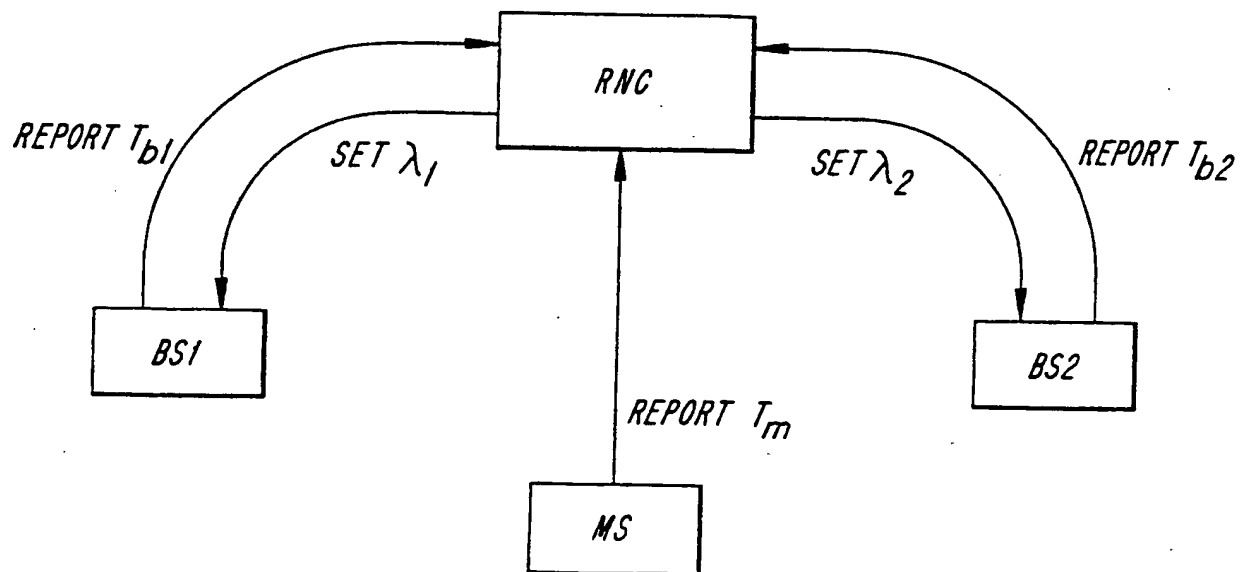 RNC
REPORT T_b1
SET λ_1
SET λ_2
REPORT T_b2
BS1
BS2
REPORT T_m
MS